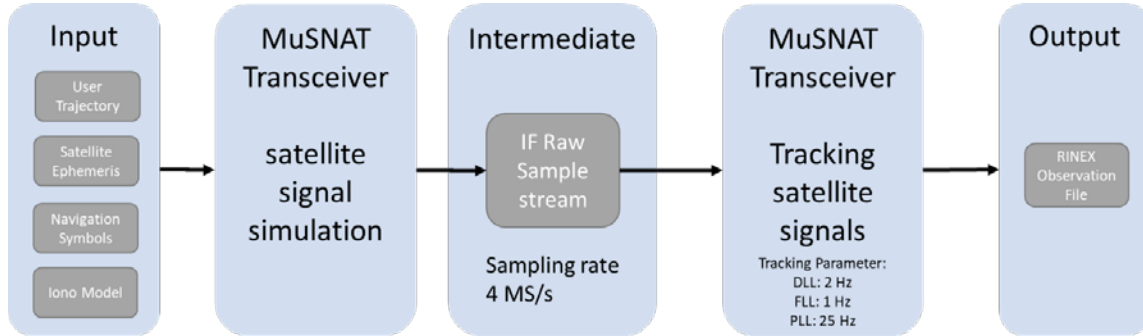 Input
User
Trajectory
Satellite
Ephemeris
Navigation
Symbols
Iono Model
MuSNAT
Transceiver
satellite
signal
simulation
Intermediate
IF Raw
Sample
stream
Sampling rate
4 MS/s
MuSNAT
Transceiver
Tracking
satellite
signals
Tracking Parameter:
DLL: 2 Hz
FLL: 1 Hz
PLL: 25 Hz
Output
RINEX
Observation
File